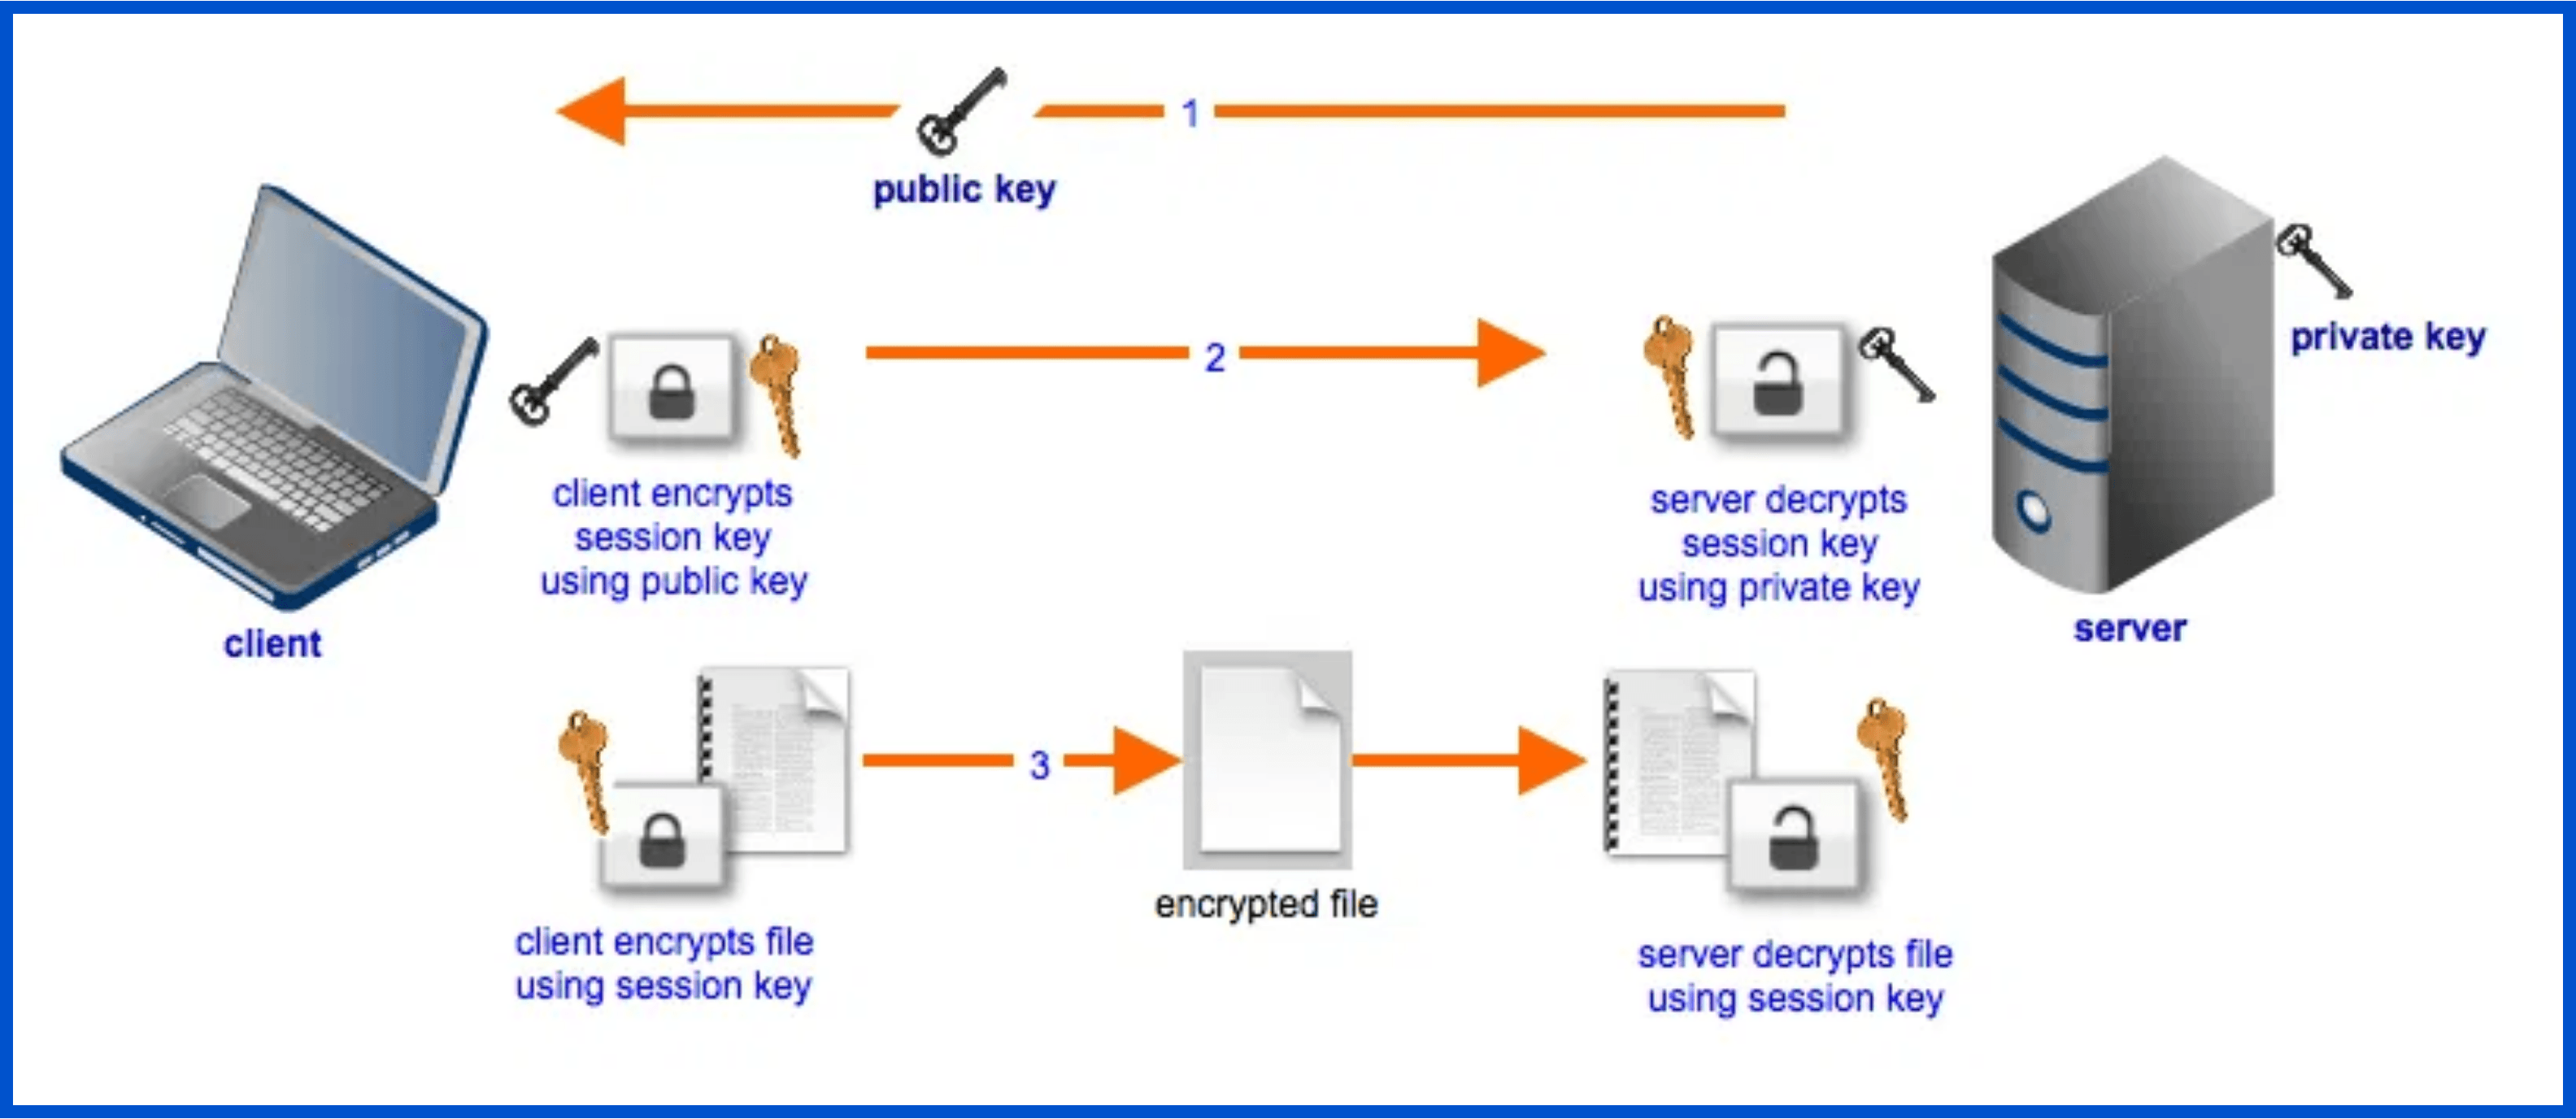 1
public key
private key
2
client encrypts
session key
using public key
server decrypts
session key
using private key
client
server
3
encrypted file
client encrypts file
using session key
server decrypts file
using session key